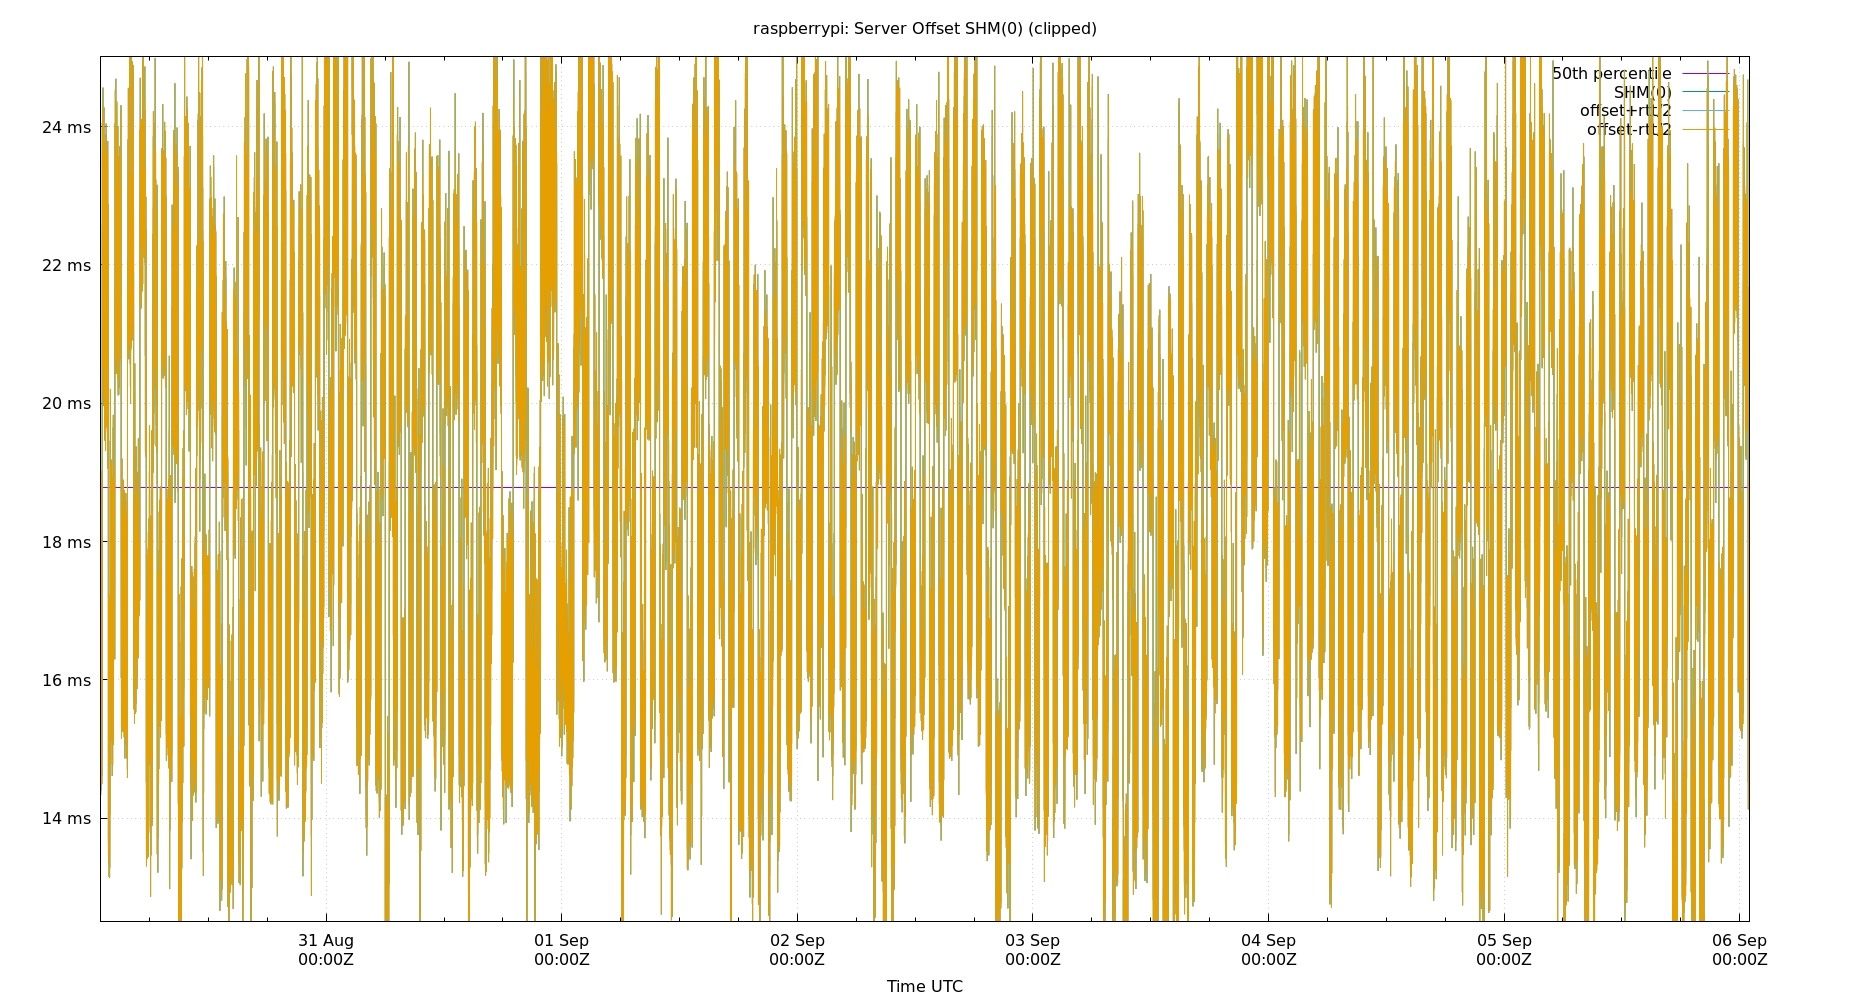 raspberrypi: Server Offset SHM(0) (clipped)
50th percentile
SHM(0)
offset+rtt/2
offset-rtt/2
24 ms
22 ms
20 ms
18 ms
16 ms
14 ms
31 Aug 01 Sep 02 Sep 03 Sep 04 Sep 05 Sep 06 Sep
00:00Z 00:00Z 00:00Z 00:00Z 00:00Z 00:00Z 00:00Z
Time UTC